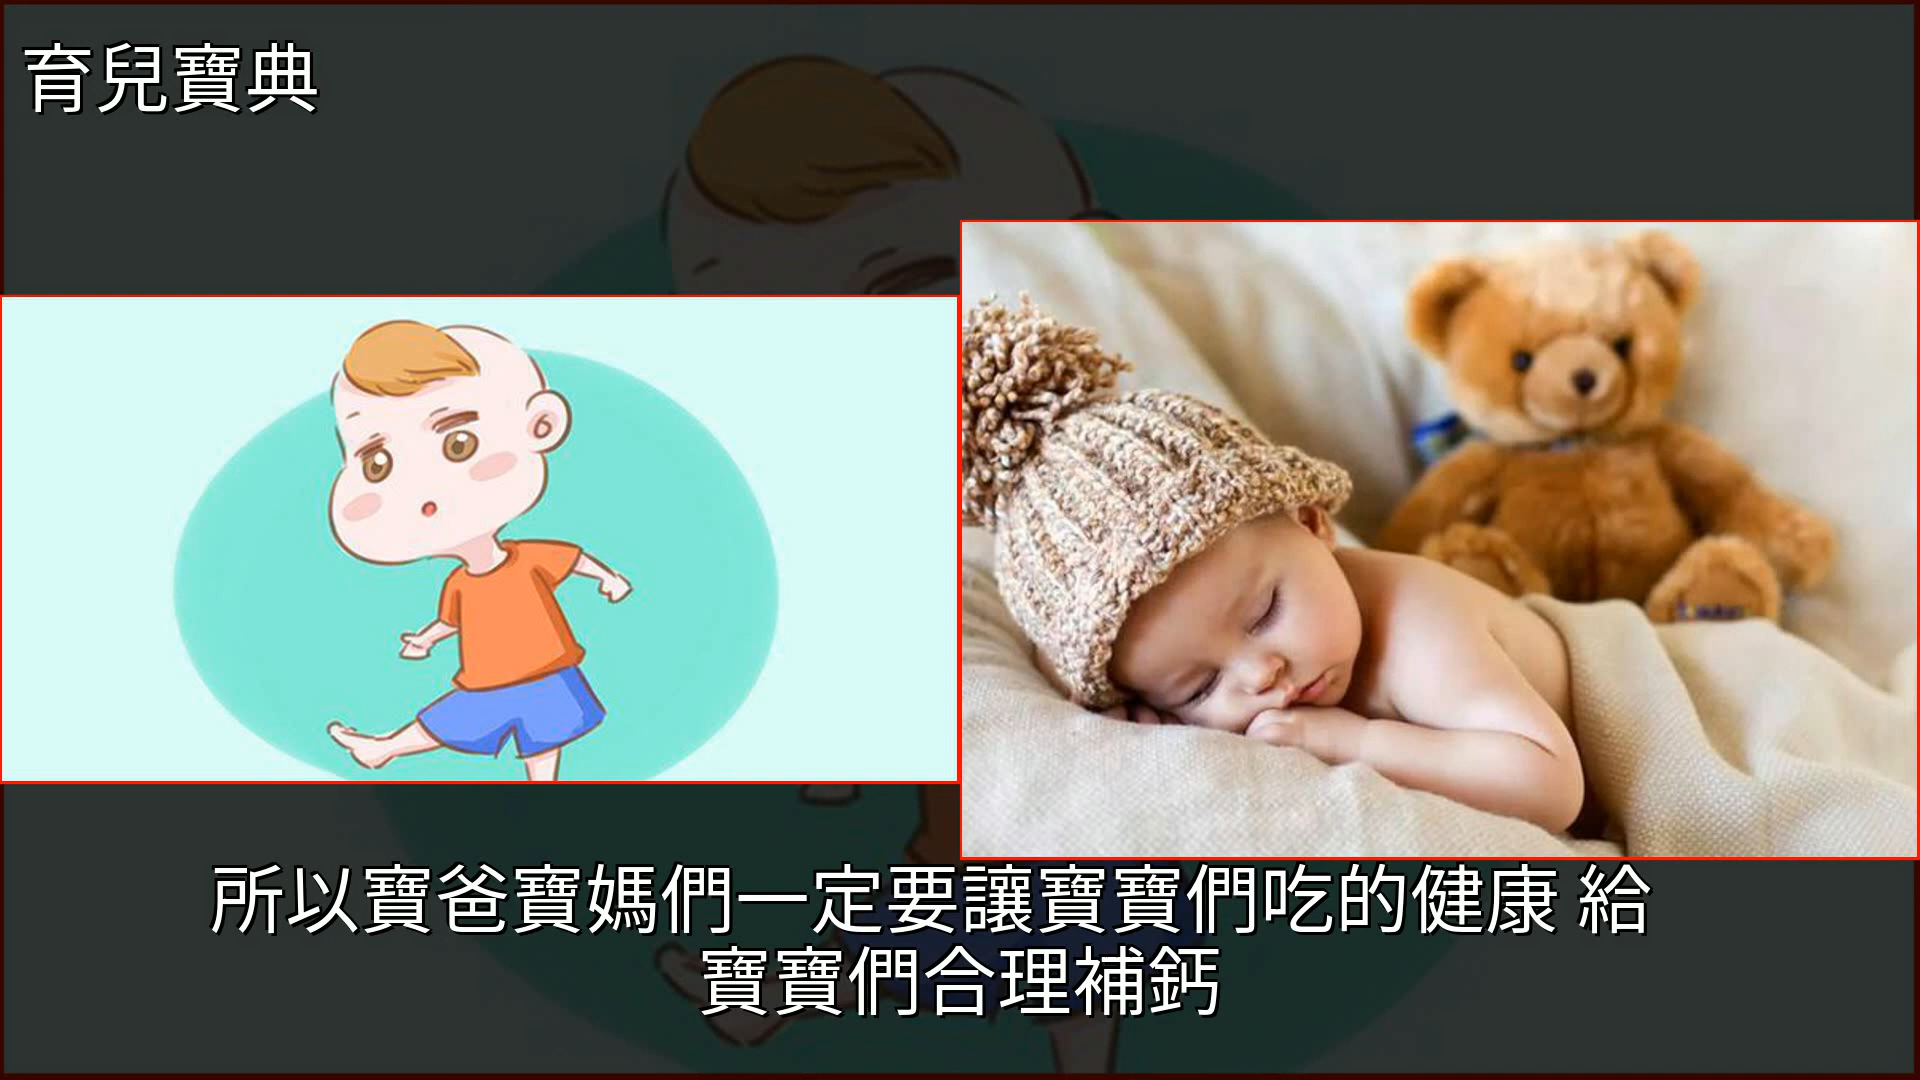 育兒寶典
所以寶爸寶媽們一定要讓寶寶們吃的健康 給
寶寶們合理補鈣